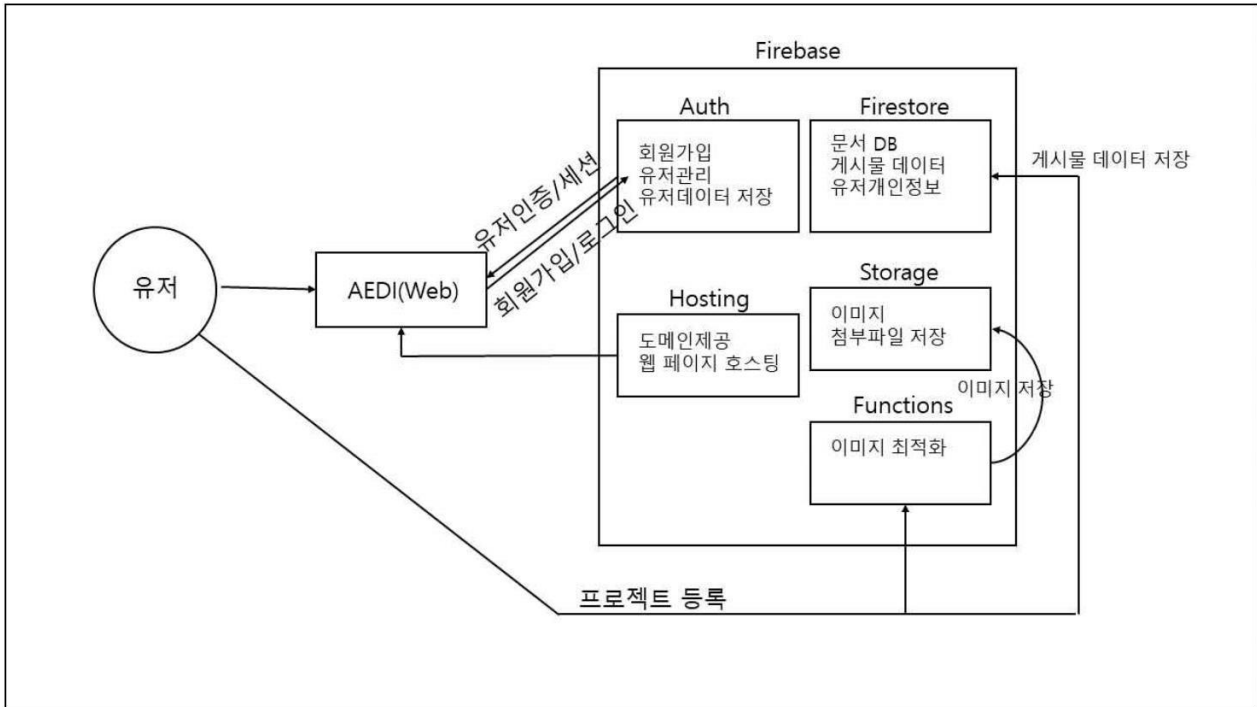 Firebase
Auth
회원가입
유저관리
유저데이터 저장
Firestore
문서 DB
게시물 데이터
유저개인정보
게시물 데이터 저장
유저인증/세션
회원가입/로그인
유저
AEDI(Web)
Hosting
도메인제공
웹 페이지 호스팅
Storage
이미지
첨부파일 저장
이미지 저장
Functions
이미지 최적화
프로젝트 등록